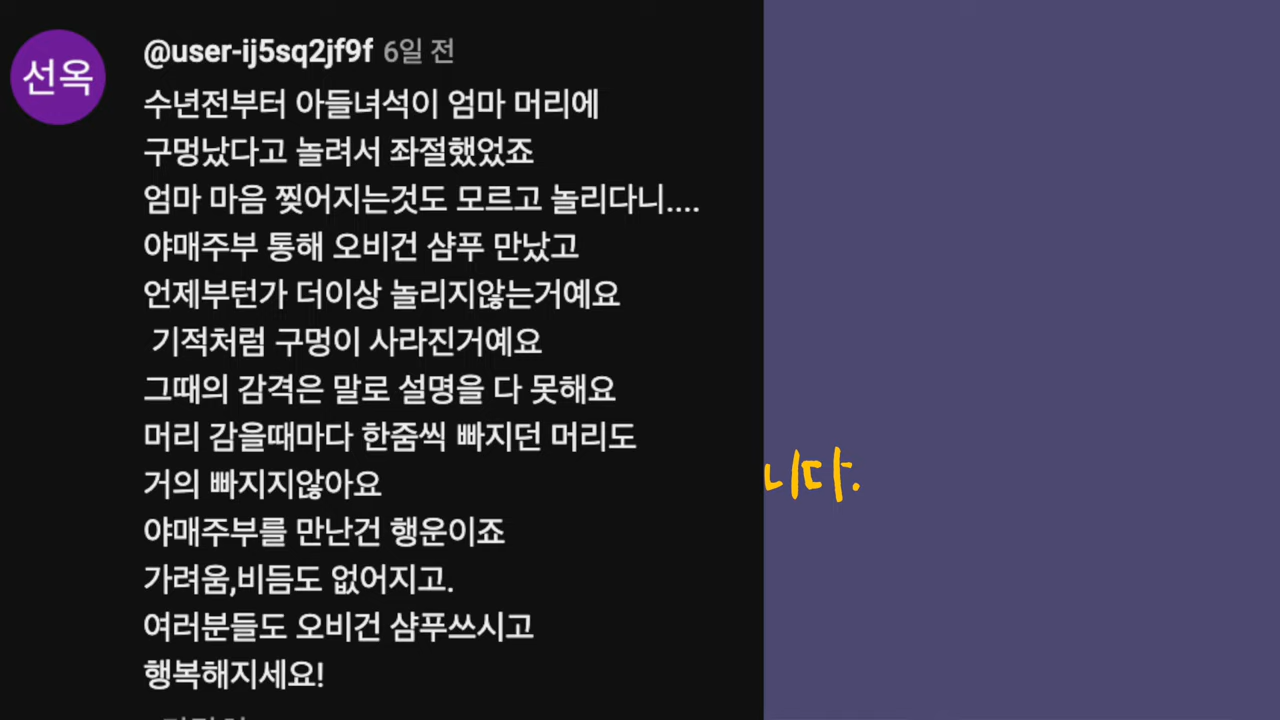 선옥
@user-ij5sq2jf9f 6일 전
수년전부터 아들녀석이 엄마 머리에
구멍났다고 놀려서 좌절했었죠
엄마 마음 찢어지는것도 모르고 놀리다니....
야매주부 통해 오비건 샴푸 만났고
언제부턴가 더이상 놀리지않는거예요
기적처럼 구멍이 사라진거예요
그때의 감격은 말로 설명을 다 못해요
머리 감을때마다 한줌씩 빠지던 머리도
거의 빠지지않아요
야매주부를 만난건 행운이죠
가려움,비듬도 없어지고.
여러분들도 오비건 샴푸쓰시고
행복해지세요!
니다.